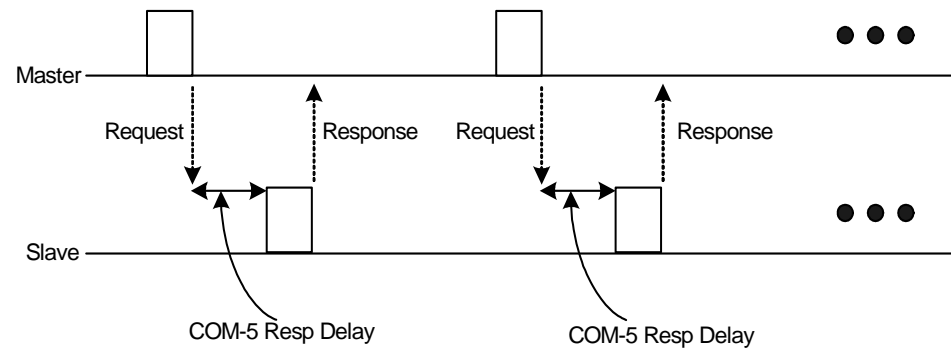 Master
Request
Response
Request
Response
Slave
COM-5 Resp Delay
COM-5 Resp Delay